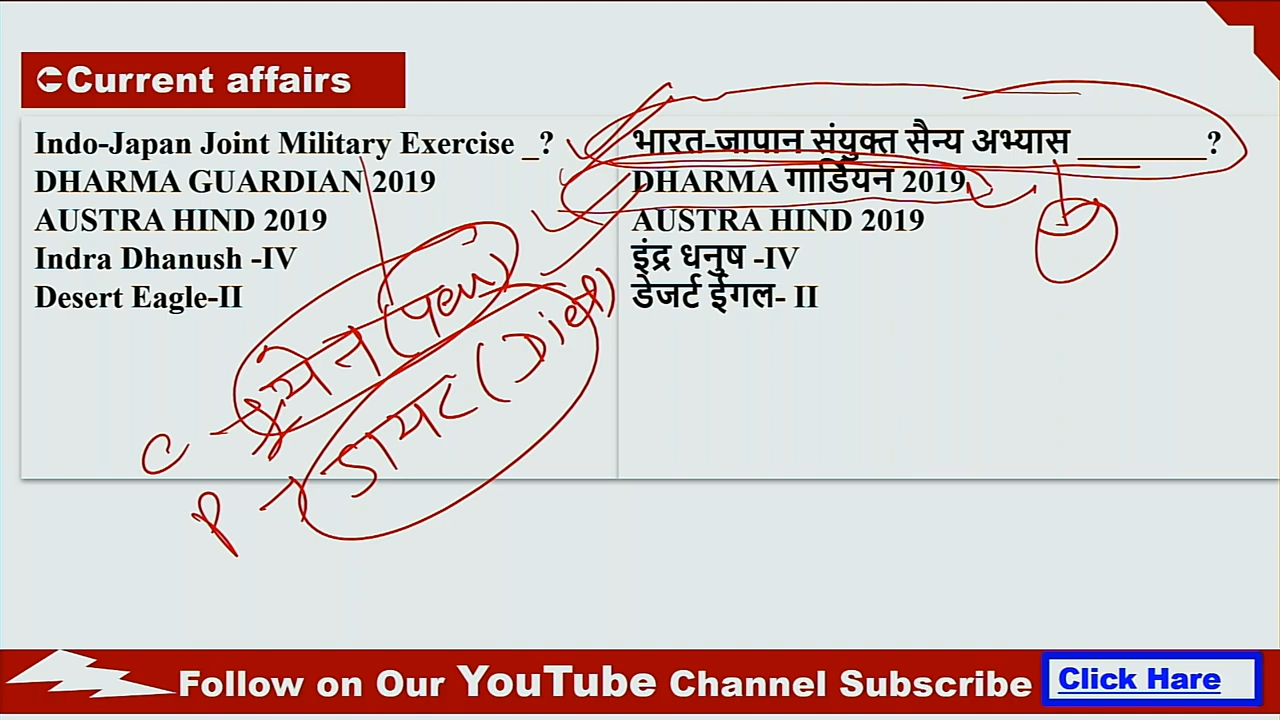 Current affairs
Indo-Japan Joint Military Exercise _?
DHARMA GUARDIAN 2019
AUSTRA HIND 2019
Indra Dhanush -IV
Desert Eagle-II
भारत-जापान संयुक्त सैन्य अभ्यास ________?
DHARMA गार्डियन 2019
AUSTRA HIND 2019
इंद्र धनुष -IV
डेजर्ट ईगल- II
C
येन
P
डायट (Diet)
Follow on Our YouTube Channel Subscribe
Click Hare